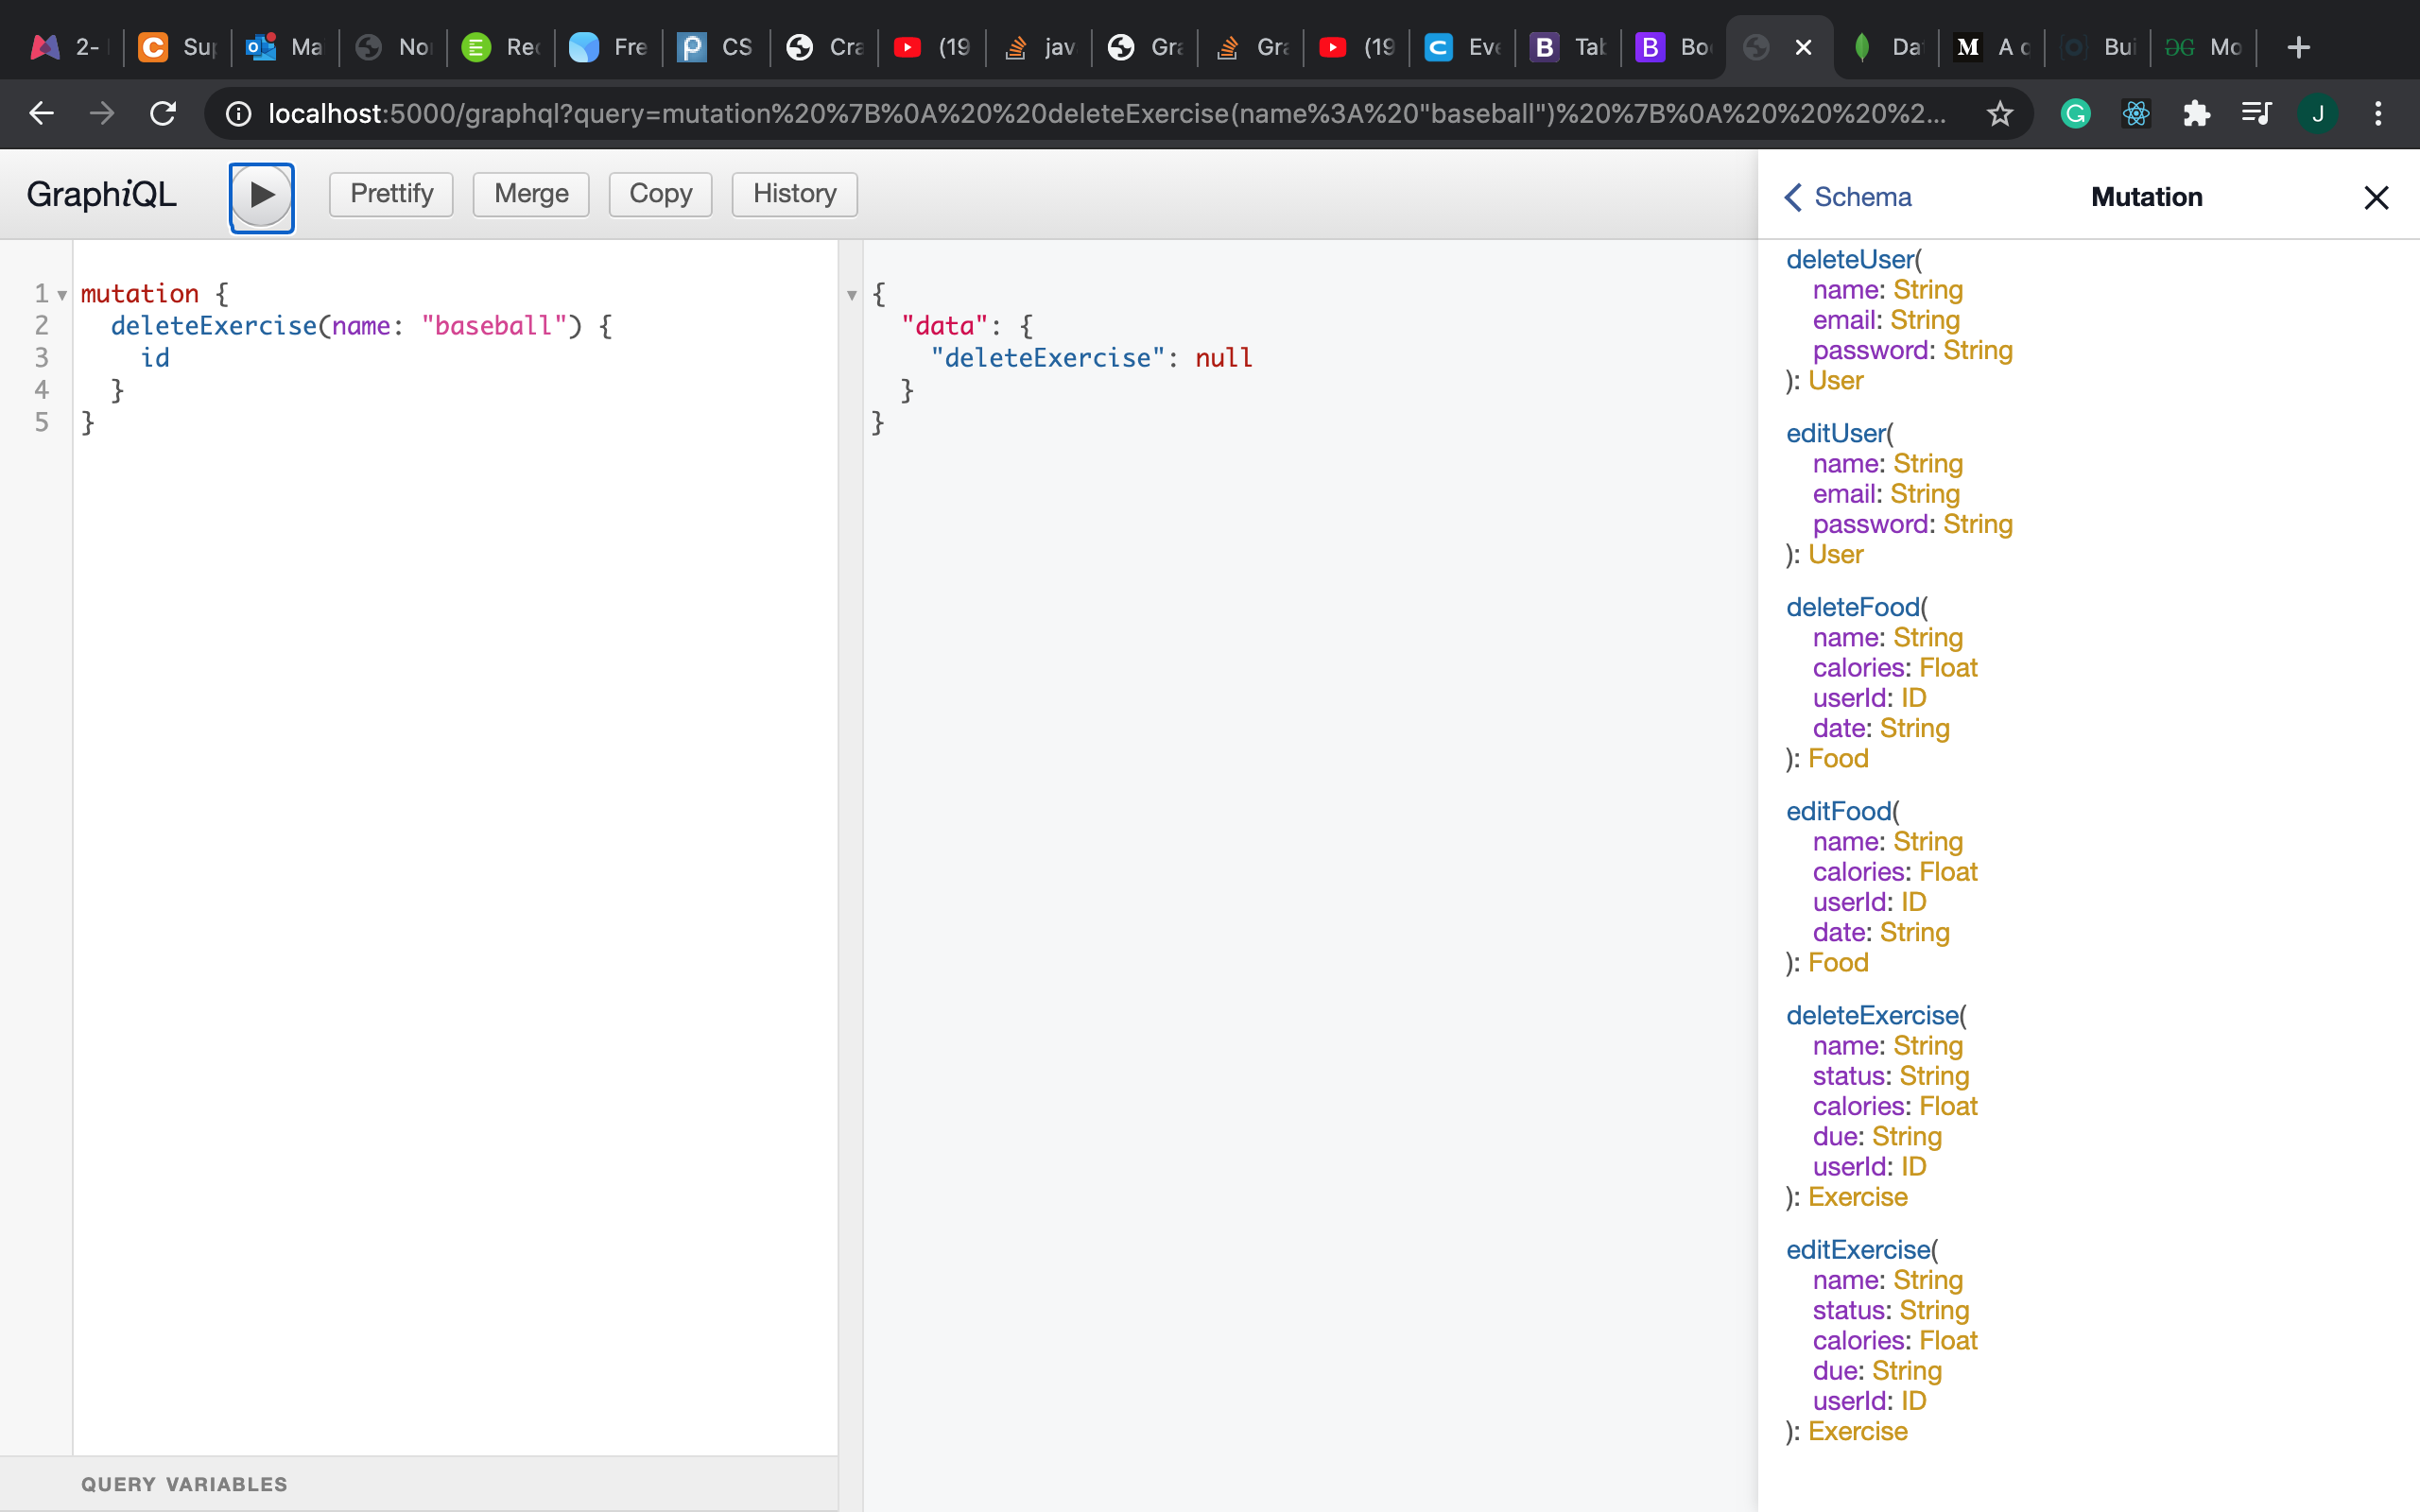 2-
Sup
Ma
Nor
Rec
Fre
CS
Cra
(19
jav
Gra
Gra
(19
Eve
Tab
Boo
Da
A c
Bui
Mo
localhost:5000/graphql?query=mutation%20%7B%0A%20%20deleteExercise(name%3A%20"baseball")%20%7B%0A%20%20%20%2...
J
GraphiQL
Prettify
Merge
Copy
History
Schema
Mutation
1 mutation {
2 deleteExercise(name: "baseball") {
3 id
4 }
5 }
QUERY VARIABLES
{
"data": {
"deleteExercise": null
}
}
deleteUser(
name: String
email: String
password: String
): User
editUser(
name: String
email: String
password: String
): User
deleteFood(
name: String
calories: Float
userId: ID
date: String
): Food
editFood(
name: String
calories: Float
userId: ID
date: String
): Food
deleteExercise(
name: String
status: String
calories: Float
due: String
userId: ID
): Exercise
editExercise(
name: String
status: String
calories: Float
due: String
userId: ID
): Exercise